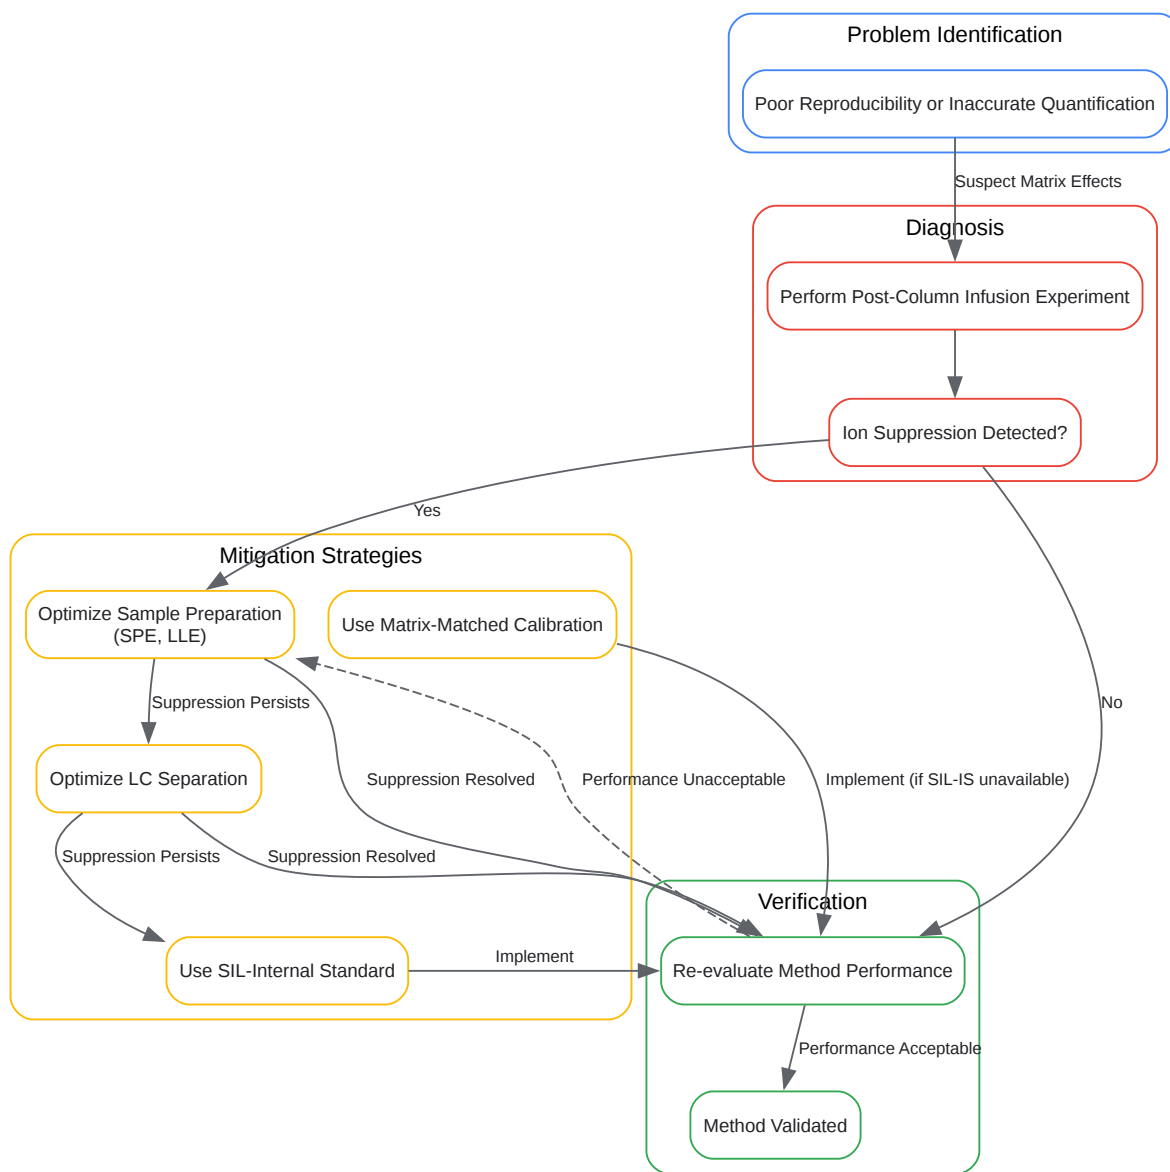 Problem Identification
Poor Reproducibility or Inaccurate Quantification
Suspect Matrix Effects
Diagnosis
Perform Post-Column Infusion Experiment
Ion Suppression Detected?
Yes
No
Mitigation Strategies
Optimize Sample Preparation
(SPE, LLE)
Use Matrix-Matched Calibration
Suppression Persists
Optimize LC Separation
Suppression Resolved
Performance Unacceptable
Implement (if SIL-IS unavailable)
Suppression Persists
Suppression Resolved
Verification
Use SIL-Internal Standard
Implement
Re-evaluate Method Performance
Performance Acceptable
Method Validated